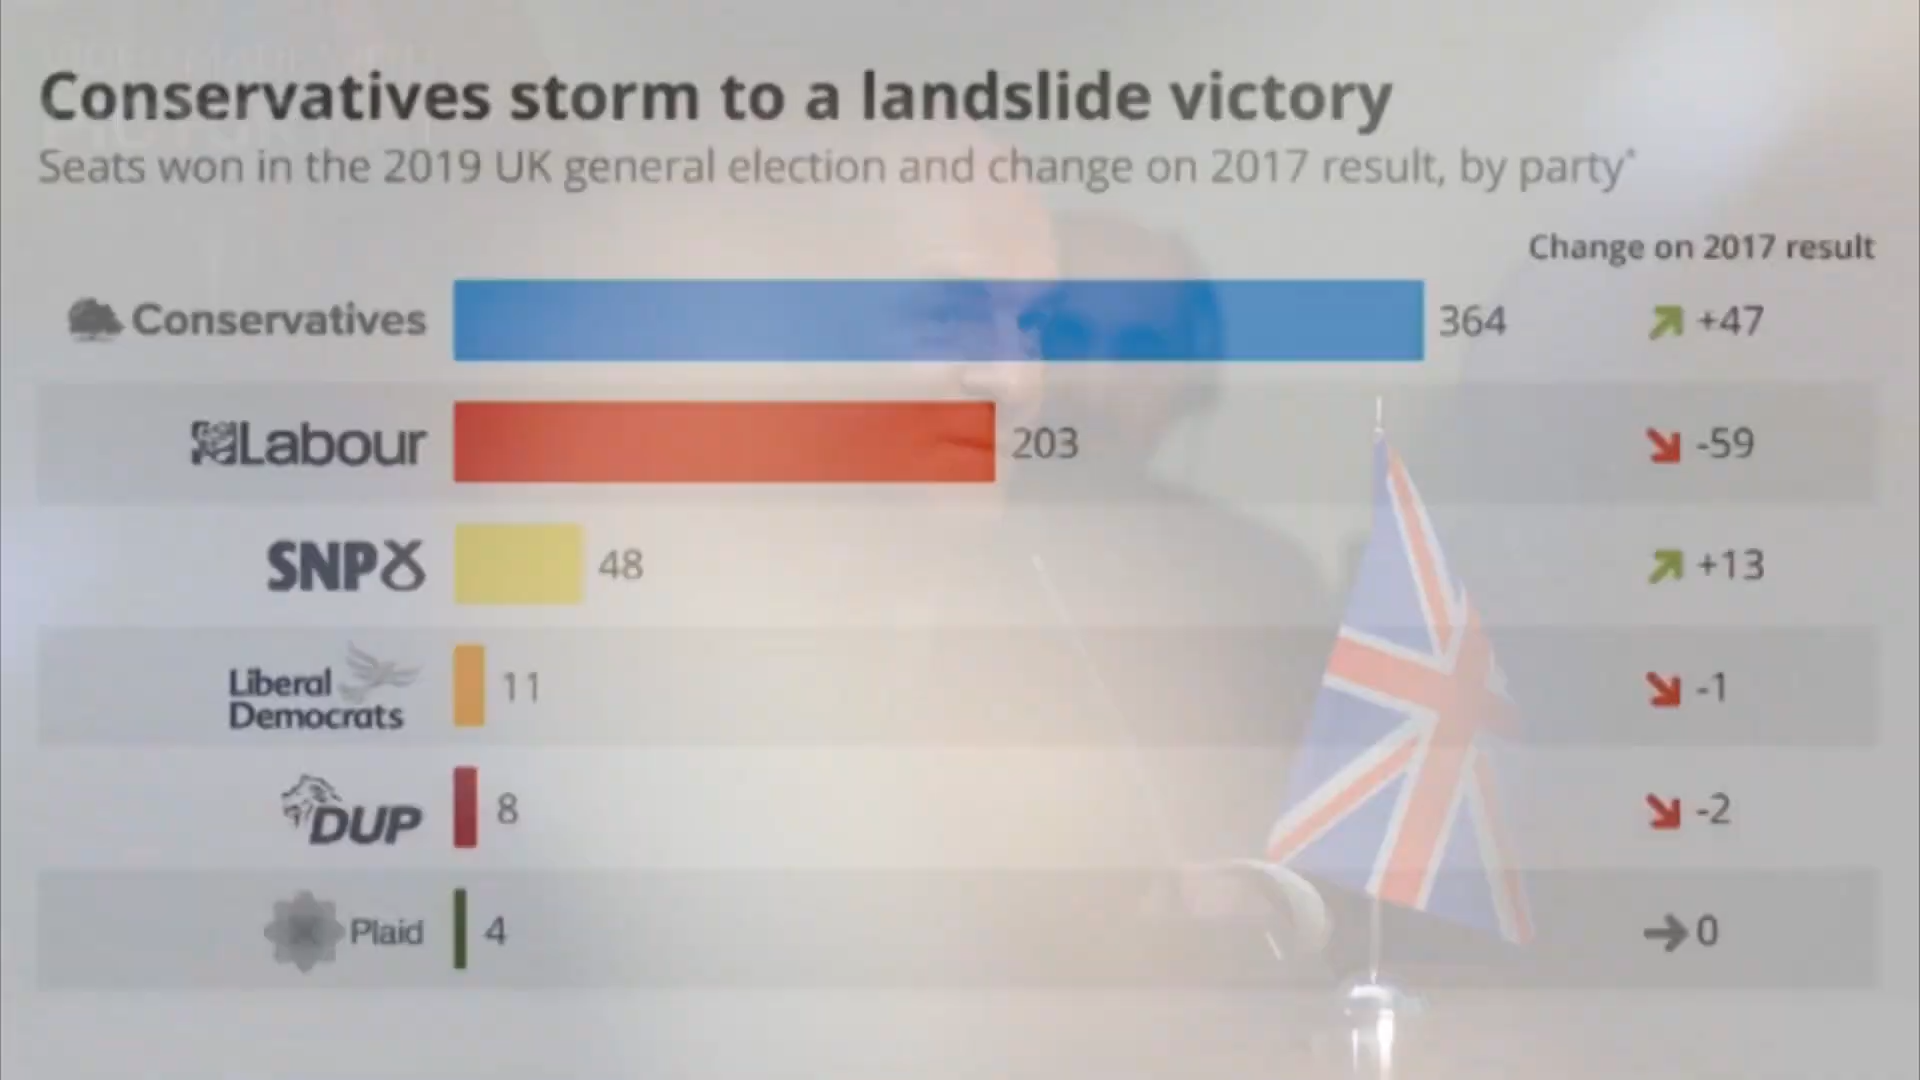 Conservatives storm to a landslide victory
Seats won in the 2019 UK general election and change on 2017 result, by party*
Change on 2017 result
Conservatives 364 +47
Labour 203 -59
SNP 48 +13
Liberal
Democrats 11 -1
DUP 8 -2
Plaid 4 0